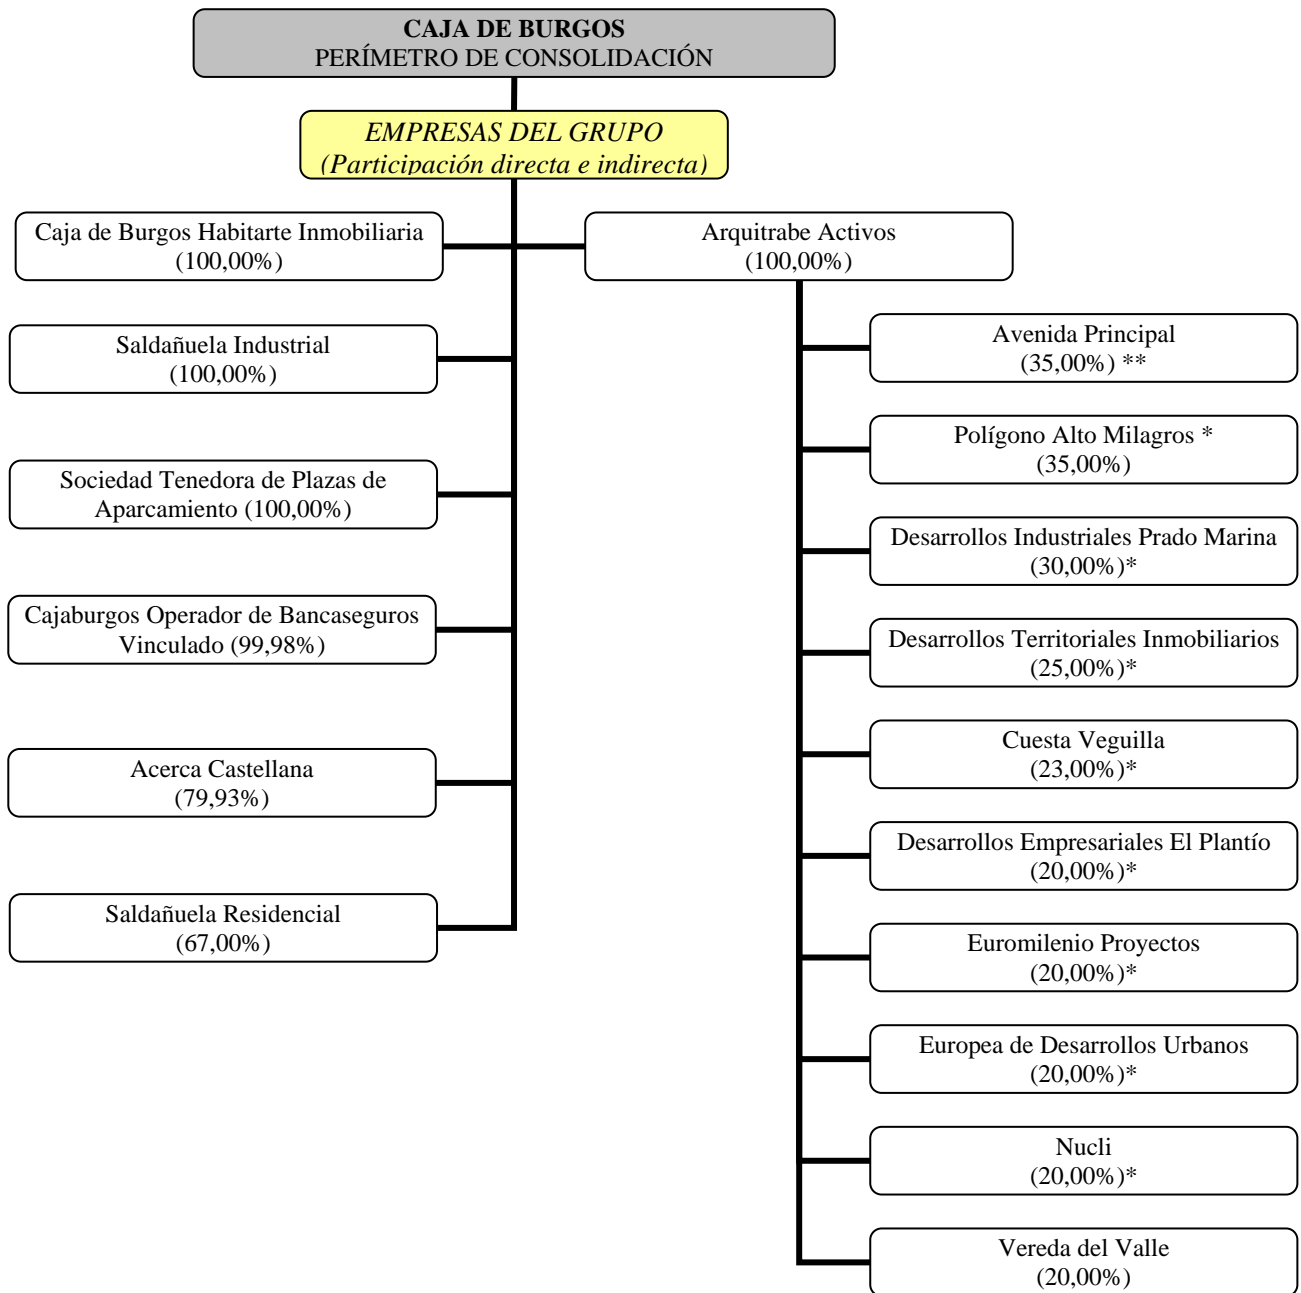 CAJA DE BURGOS
PERÍMETRO DE CONSOLIDACIÓN
EMPRESAS DEL GRUPO
(Participación directa e indirecta)
Caja de Burgos Habitarte Inmobiliaria
(100,00%)
Saldañuela Industrial
(100,00%)
Sociedad Tenedora de Plazas de
Aparcamiento (100,00%)
Cajaburgos Operador de Bancaseguros
Vinculado (99,98%)
Acerca Castellana
(79,93%)
Saldañuela Residencial
(67,00%)
Arquitrabe Activos
(100,00%)
Avenida Principal
(35,00%) **
Polígono Alto Milagros *
(35,00%)
Desarrollos Industriales Prado Marina
(30,00%)*
Desarrollos Territoriales Inmobiliarios
(25,00%)*
Cuesta Veguilla
(23,00%)*
Desarrollos Empresariales El Plantío
(20,00%)*
Euromilenio Proyectos
(20,00%)*
Europea de Desarrollos Urbanos
(20,00%)*
Nucli
(20,00%)*
Vereda del Valle
(20,00%)